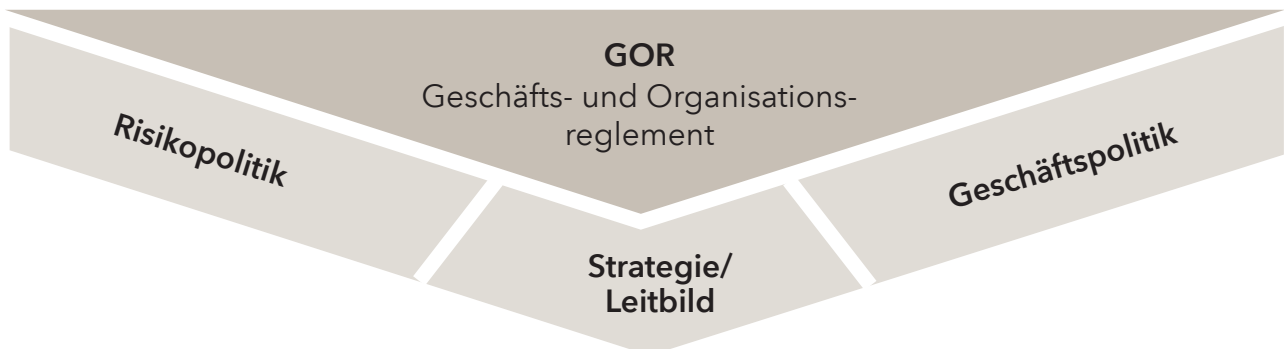 GOR
Geschäfts- und Organisations-
reglement
Risikopolitik
Geschäftspolitik
Strategie/
Leitbild